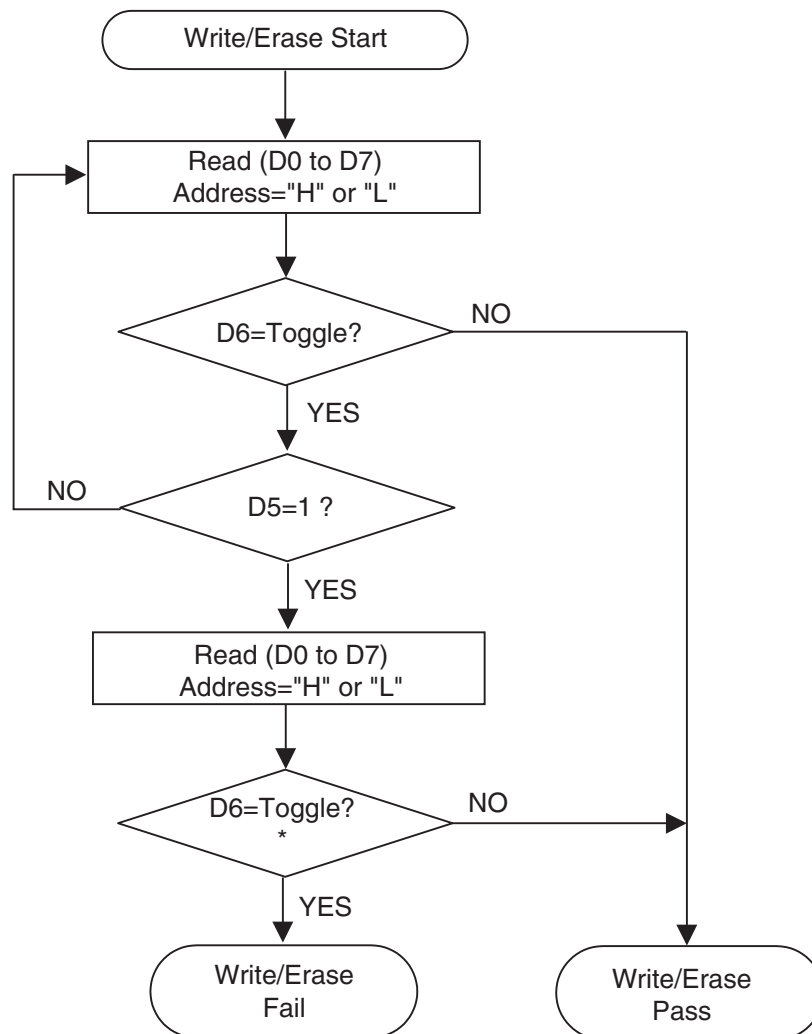 Write/Erase Start
Read (D0 to D7)
Address="H" or "L"
D6=Toggle?
NO
YES
NO
D5=1 ?
YES
Read (D0 to D7)
Address="H" or "L"
D6=Toggle?
*
NO
YES
Write/Erase
Fail
Write/Erase
Pass